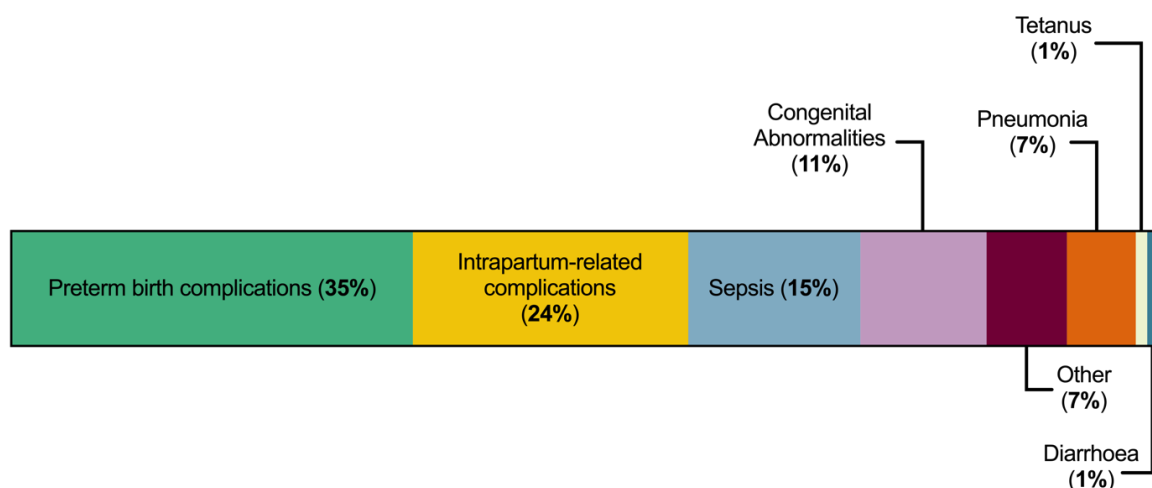 Tetanus
(1%)
Congenital
Abnormalities
(11%)
Pneumonia
(7%)
Preterm birth complications (35%)
Intrapartum-related
complications
(24%)
Sepsis (15%)
Other
(7%)
Diarrhoea
(1%)